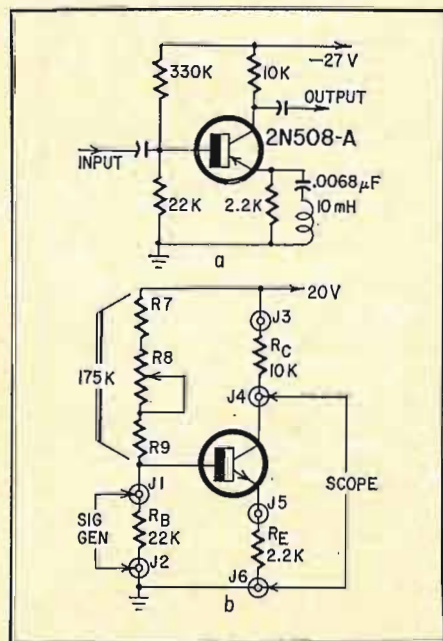 -27 V
330K
10K
OUTPUT
2N508-A
INPUT
.0068µF
22K
2.2K
10 mH
a
20V
R7
J3
RC
10K
R8
175K
J4
R9
J1
J5
SCOPE
SIG
GEN
RB
22K
RE
2.2K
J2
J6
b